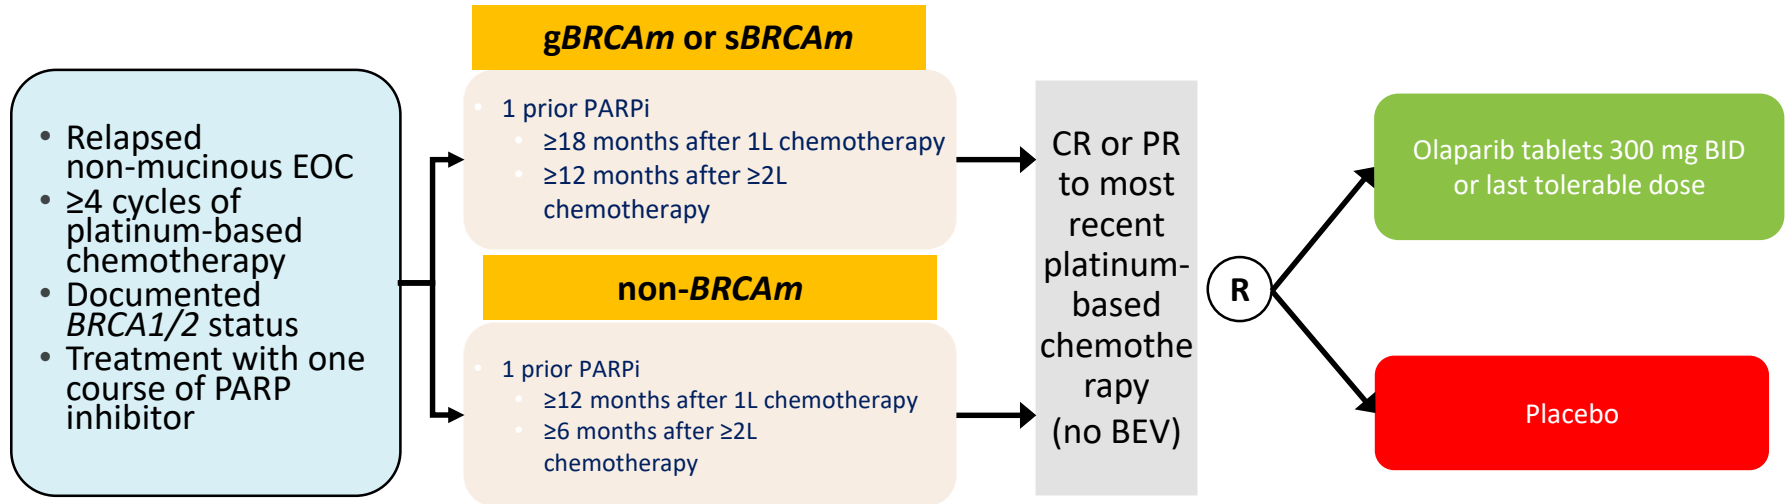 • Relapsed
non-mucinous EOC
• ≥4 cycles of
platinum-based
chemotherapy
• Documented
BRCA1/2 status
• Treatment with one
course of PARP
inhibitor
gBRCAm or sBRCAm
• 1 prior PARPi
• ≥18 months after 1L chemotherapy
• ≥12 months after ≥2L
chemotherapy
non-BRCAm
• 1 prior PARPi
• ≥12 months after 1L chemotherapy
• ≥6 months after ≥2L
chemotherapy
CR or PR
to most
recent
platinum-
based
chemothe
rapy
(no BEV)
R
Olaparib tablets 300 mg BID
or last tolerable dose
Placebo